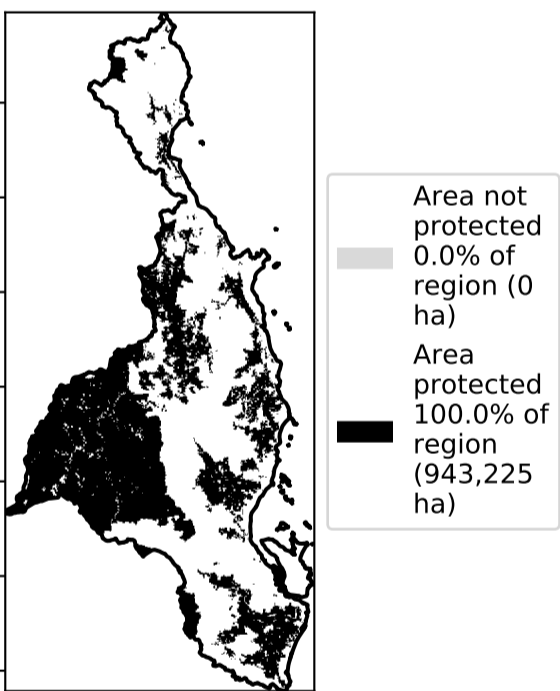 Area not
protected
0.0% of
region (0
ha)
Area
protected
100.0% of
region
(943,225
ha)